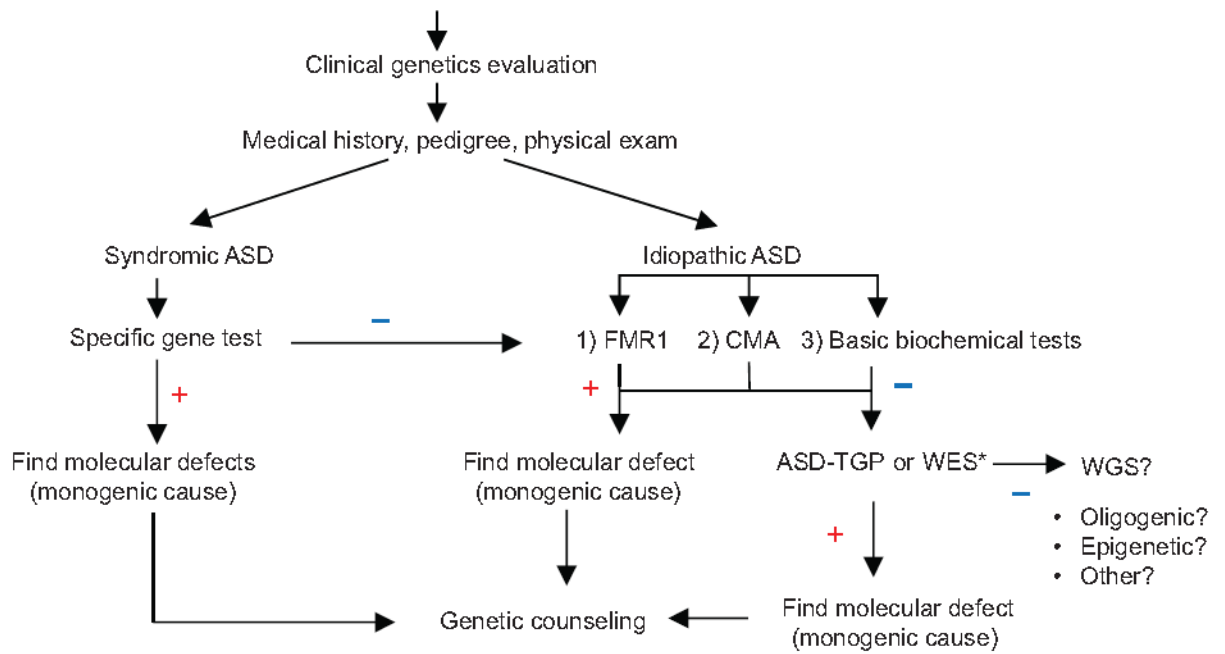 Clinical genetics evaluation
Medical history, pedigree, physical exam
Syndromic ASD
Idiopathic ASD
Specific gene test
−
1) FMR1
2) CMA
3) Basic biochemical tests
+
+
−
Find molecular defects
(monogenic cause)
Find molecular defect
(monogenic cause)
ASD-TGP or WES*
−
WGS?
• Oligogenic?
• Epigenetic?
• Other?
+
Genetic counseling
Find molecular defect
(monogenic cause)